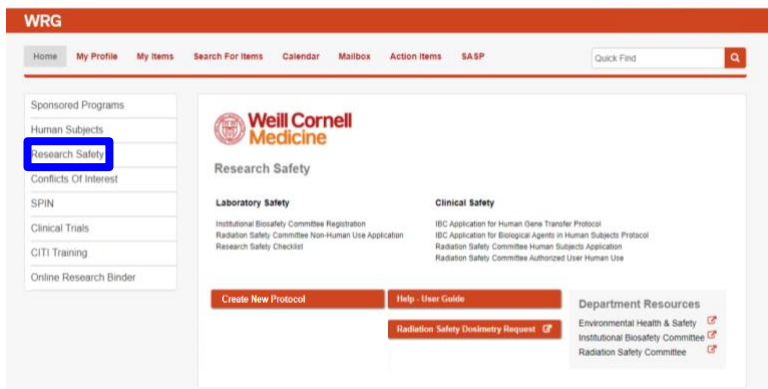 WRG
Home My Profile My Items Search For Items Calendar Mailbox Action Items SASP Quick Find
Sponsored Programs
Human Subjects
Research Safety
Conflicts Of Interest
SPIN
Clinical Trials
CITI Training
Online Research Binder
Weill Cornell
Medicine
Research Safety
Laboratory Safety
Institutional Biosafety Committee Registration
Radiation Safety Committee Non-Human Use Application
Research Safety Checklist
Clinical Safety
IBC Application for Human Gene Transfer Protocol
IBC Application for Biological Agents in Human Subjects Protocol
Radiation Safety Committee Human Subjects Application
Radiation Safety Committee Authorized User Human Use
Create New Protocol
Help - User Guide
Radiation Safety Dosimetry Request
Department Resources
Environmental Health & Safety
Institutional Biosafety Committee
Radiation Safety Committee